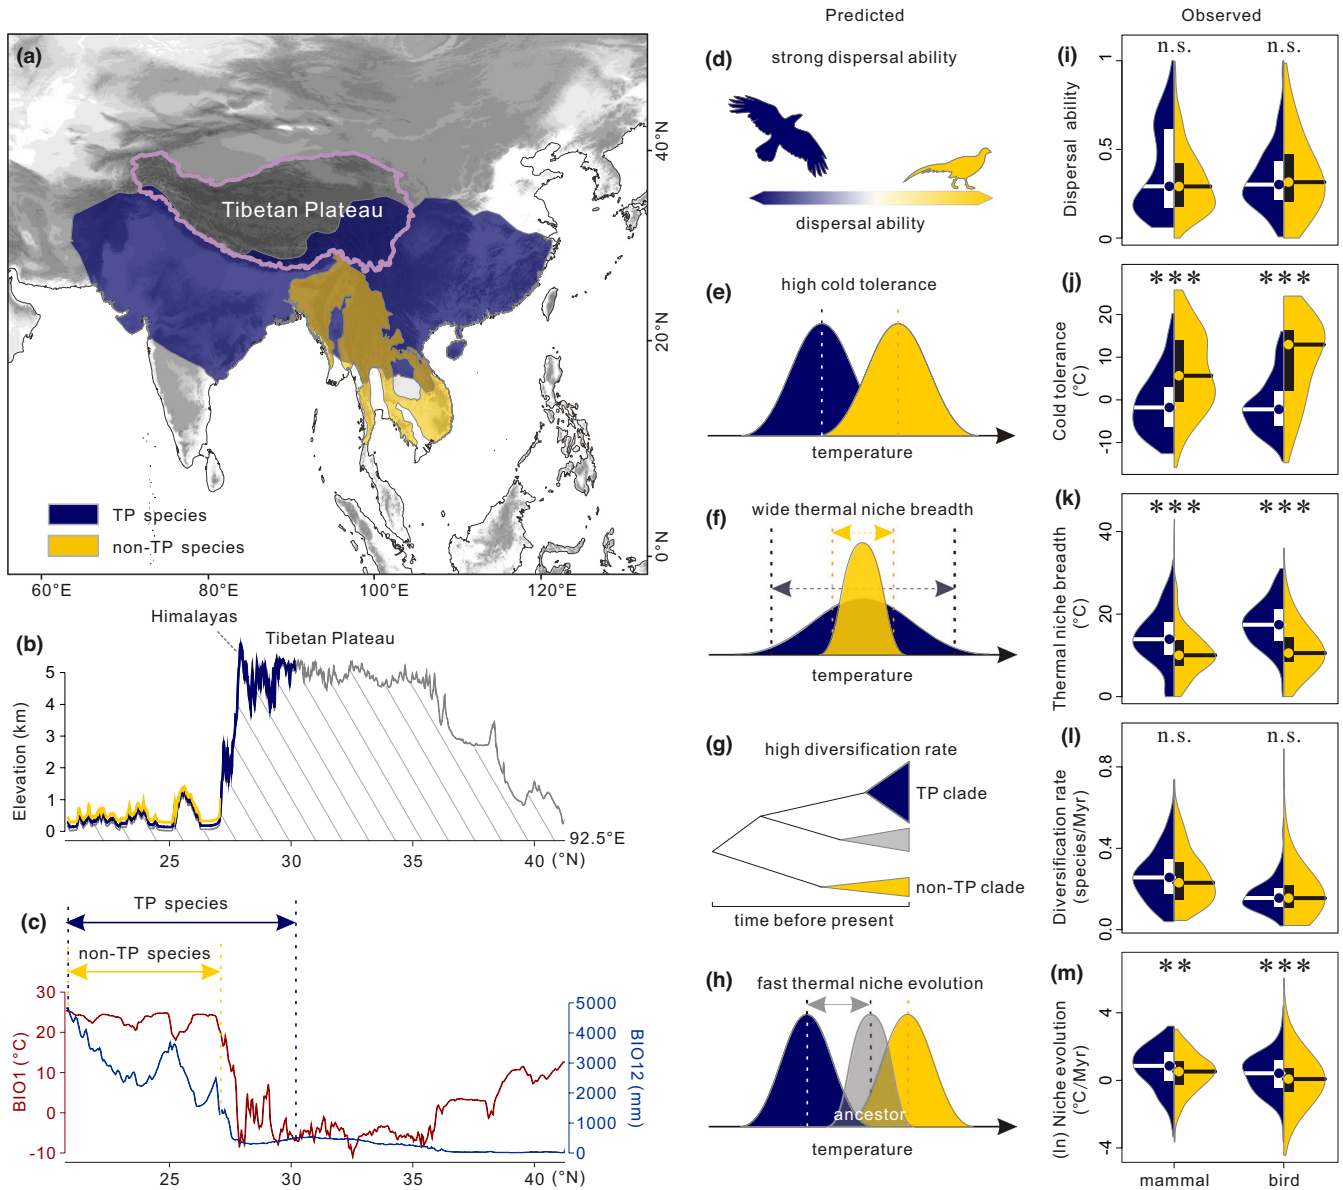 (a)
Tibetan Plateau
40°N
20°N
0°N
TP species
non-TP species
60°E
80°E
100°E
120°E
(b)
Himalayas
Tibetan Plateau
Elevation (km)
5
4
3
2
1
0
92.5°E
25
30
35
40
(°N)
(c)
TP species
non-TP species
BIO1 (°C)
30
20
10
0
-10
BIO12 (mm)
5000
4000
3000
2000
1000
0
25
30
35
40
(°N)
Predicted
(d)
strong dispersal ability
dispersal ability
(e)
high cold tolerance
temperature
(f)
wide thermal niche breadth
temperature
(g)
high diversification rate
TP clade
non-TP clade
time before present
(h)
fast thermal niche evolution
ancestor
temperature
Observed
(i)
n.s.
n.s.
Dispersal ability
1
0.5
0
(j)
***
***
Cold tolerance
(°C)
20
10
0
-10
(k)
***
***
Thermal niche breadth
(°C)
40
20
0
(l)
n.s.
n.s.
Diversification rate
(species/Myr)
0.8
0.4
0.0
(m)
**
***
(ln) Niche evolution
(°C/Myr)
4
0
-4
mammal
bird